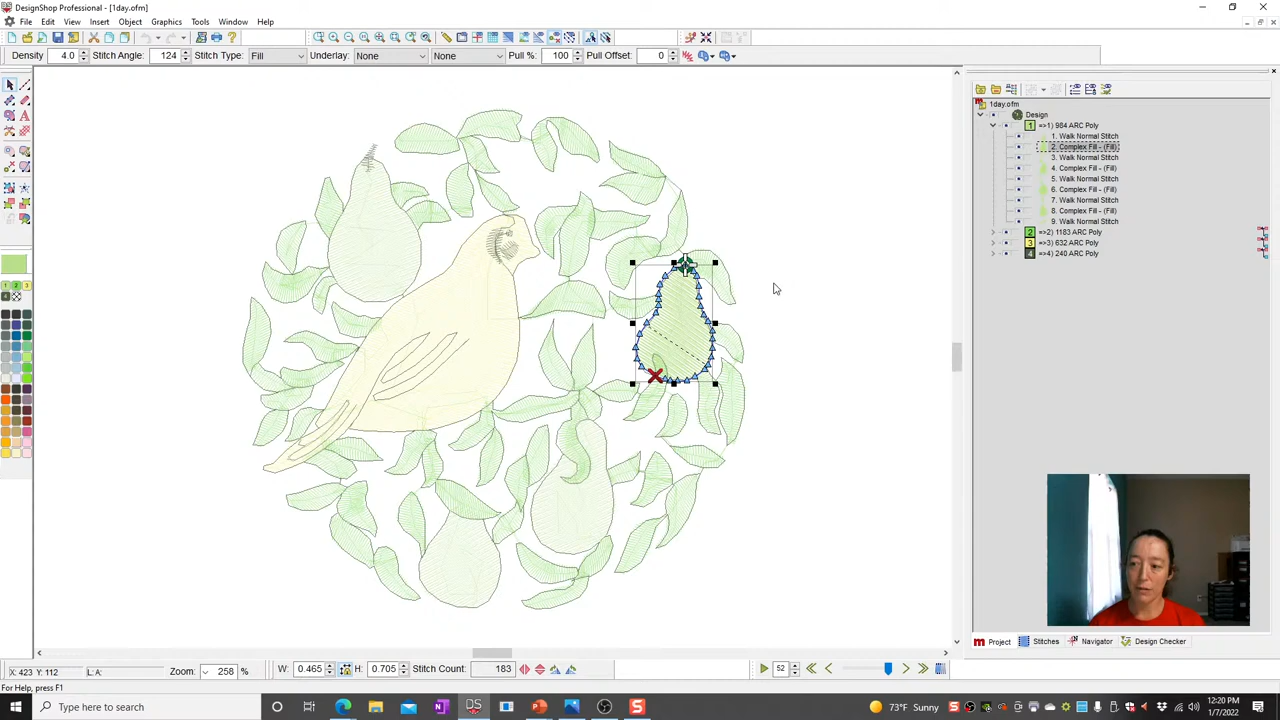 DesignShop Professional - [1day.ofm]
File Edit View Insert Object Graphics Tools Window Help
Density 4.0 Stitch Angle: 124 Stitch Type: Fill Underlay: None None Pull %: 100 Pull Offset: 0
1day.ofm
Design
1 =>1) 984 ARC Poly
1. Walk Normal Stitch
2. Complex Fill - (Fill)
3. Walk Normal Stitch
4. Complex Fill - (Fill)
5. Walk Normal Stitch
6. Complex Fill - (Fill)
7. Walk Normal Stitch
8. Complex Fill - (Fill)
9. Walk Normal Stitch
2 =>2) 1183 ARC Poly
3 =>3) 632 ARC Poly
4 =>4) 240 ARC Poly
Project Stitches Navigator Design Checker
X: 423 Y: 112 L: A: Zoom: 258 W: 0.465 H: 0.705 Stitch Count: 183 52
For Help, press F1
Type here to search 73°F Sunny 12:20 PM
1/7/2022